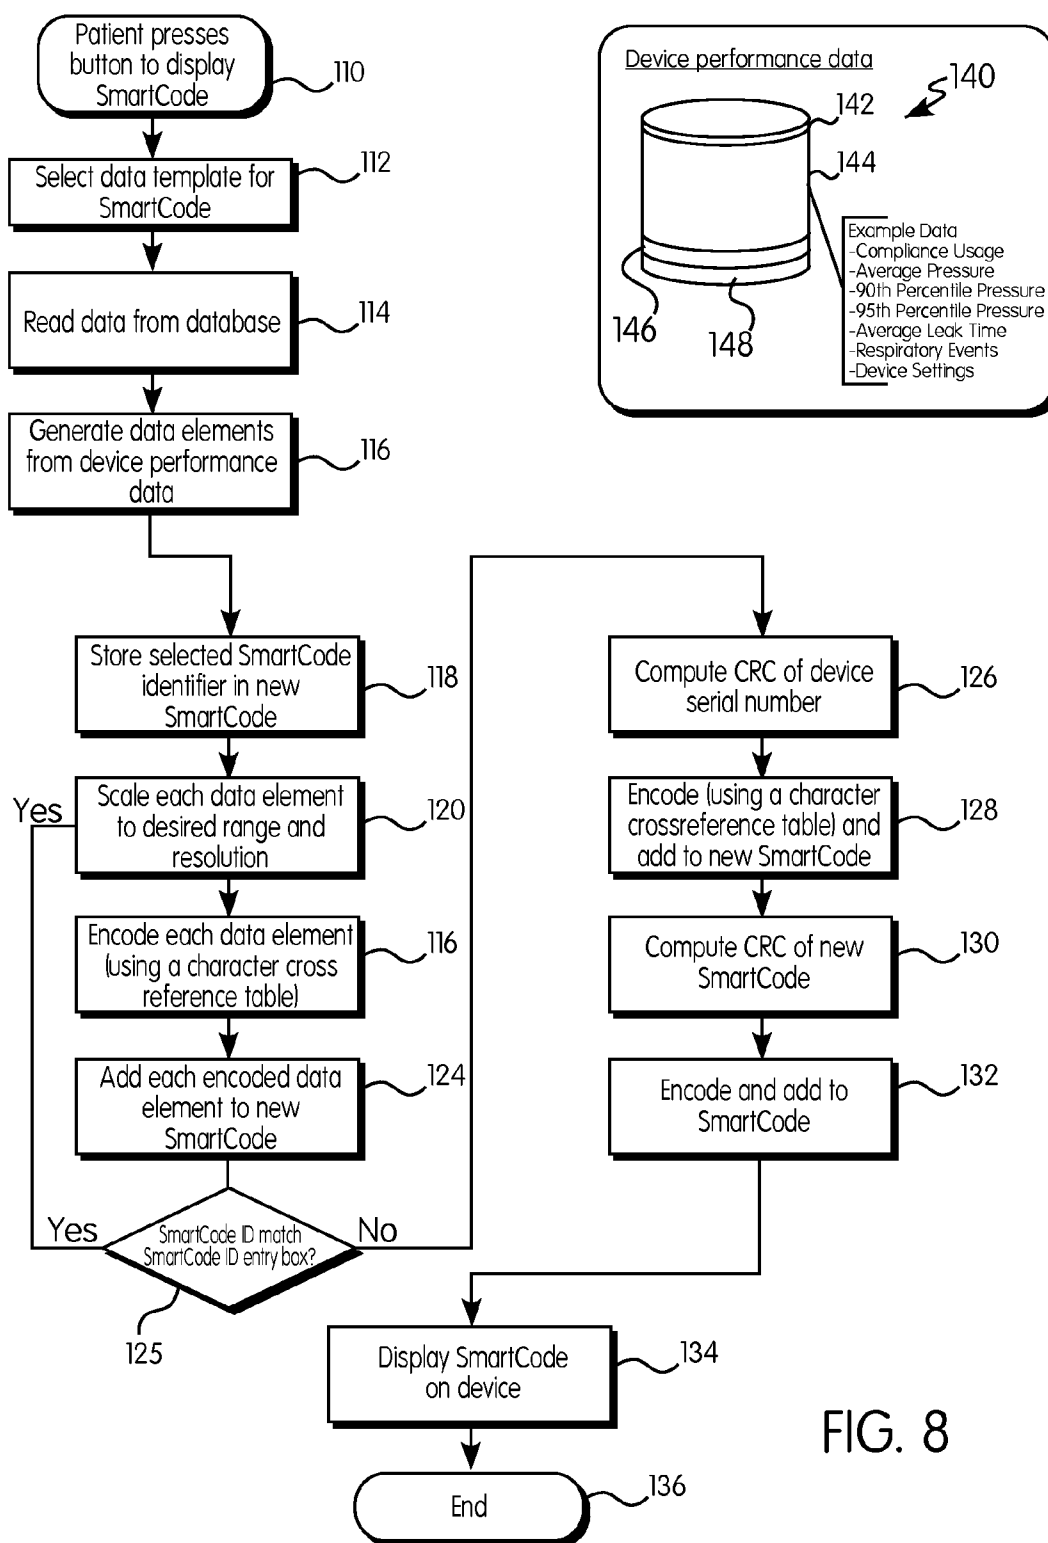 Patient presses
button to display
SmartCode
110
Select data template for
SmartCode
112
Read data from database
114
Generate data elements
from device performance
data
116
Device performance data
140
142
144
Example Data
-Compliance Usage
-Average Pressure
-90th Percentile Pressure
-95th Percentile Pressure
-Average Leak Time
-Respiratory Events
-Device Settings
146
148
Store selected SmartCode
identifier in new
SmartCode
118
Yes
Scale each data element
to desired range and
resolution
120
Encode each data element
(using a character cross
reference table)
116
Add each encoded data
element to new
SmartCode
124
Yes
SmartCode ID match
SmartCode ID entry box?
No
125
Compute CRC of device
serial number
126
Encode (using a character
crossreference table) and
add to new SmartCode
128
Compute CRC of new
SmartCode
130
Encode and add to
SmartCode
132
Display SmartCode
on device
134
End
136
FIG. 8